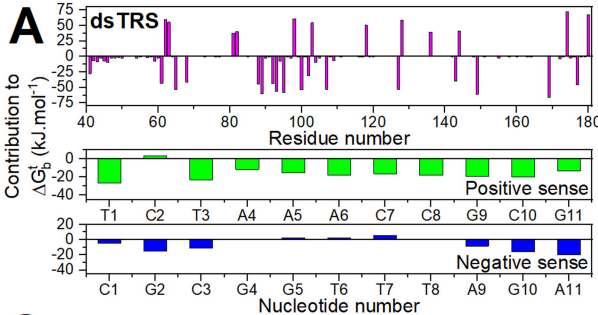 A
dsTRS
Contribution to
ΔG_b^t (kJ.mol⁻¹)
75
50
25
0
-25
-50
-75
40 60 80 100 120 140 160 180
Residue number
0
-20
-40
Positive sense
T1 C2 T3 A4 A5 A6 C7 C8 G9 C10 G11
20
0
-20
-40
Negative sense
C1 G2 C3 G4 G5 T6 T7 T8 A9 G10 A11
Nucleotide number